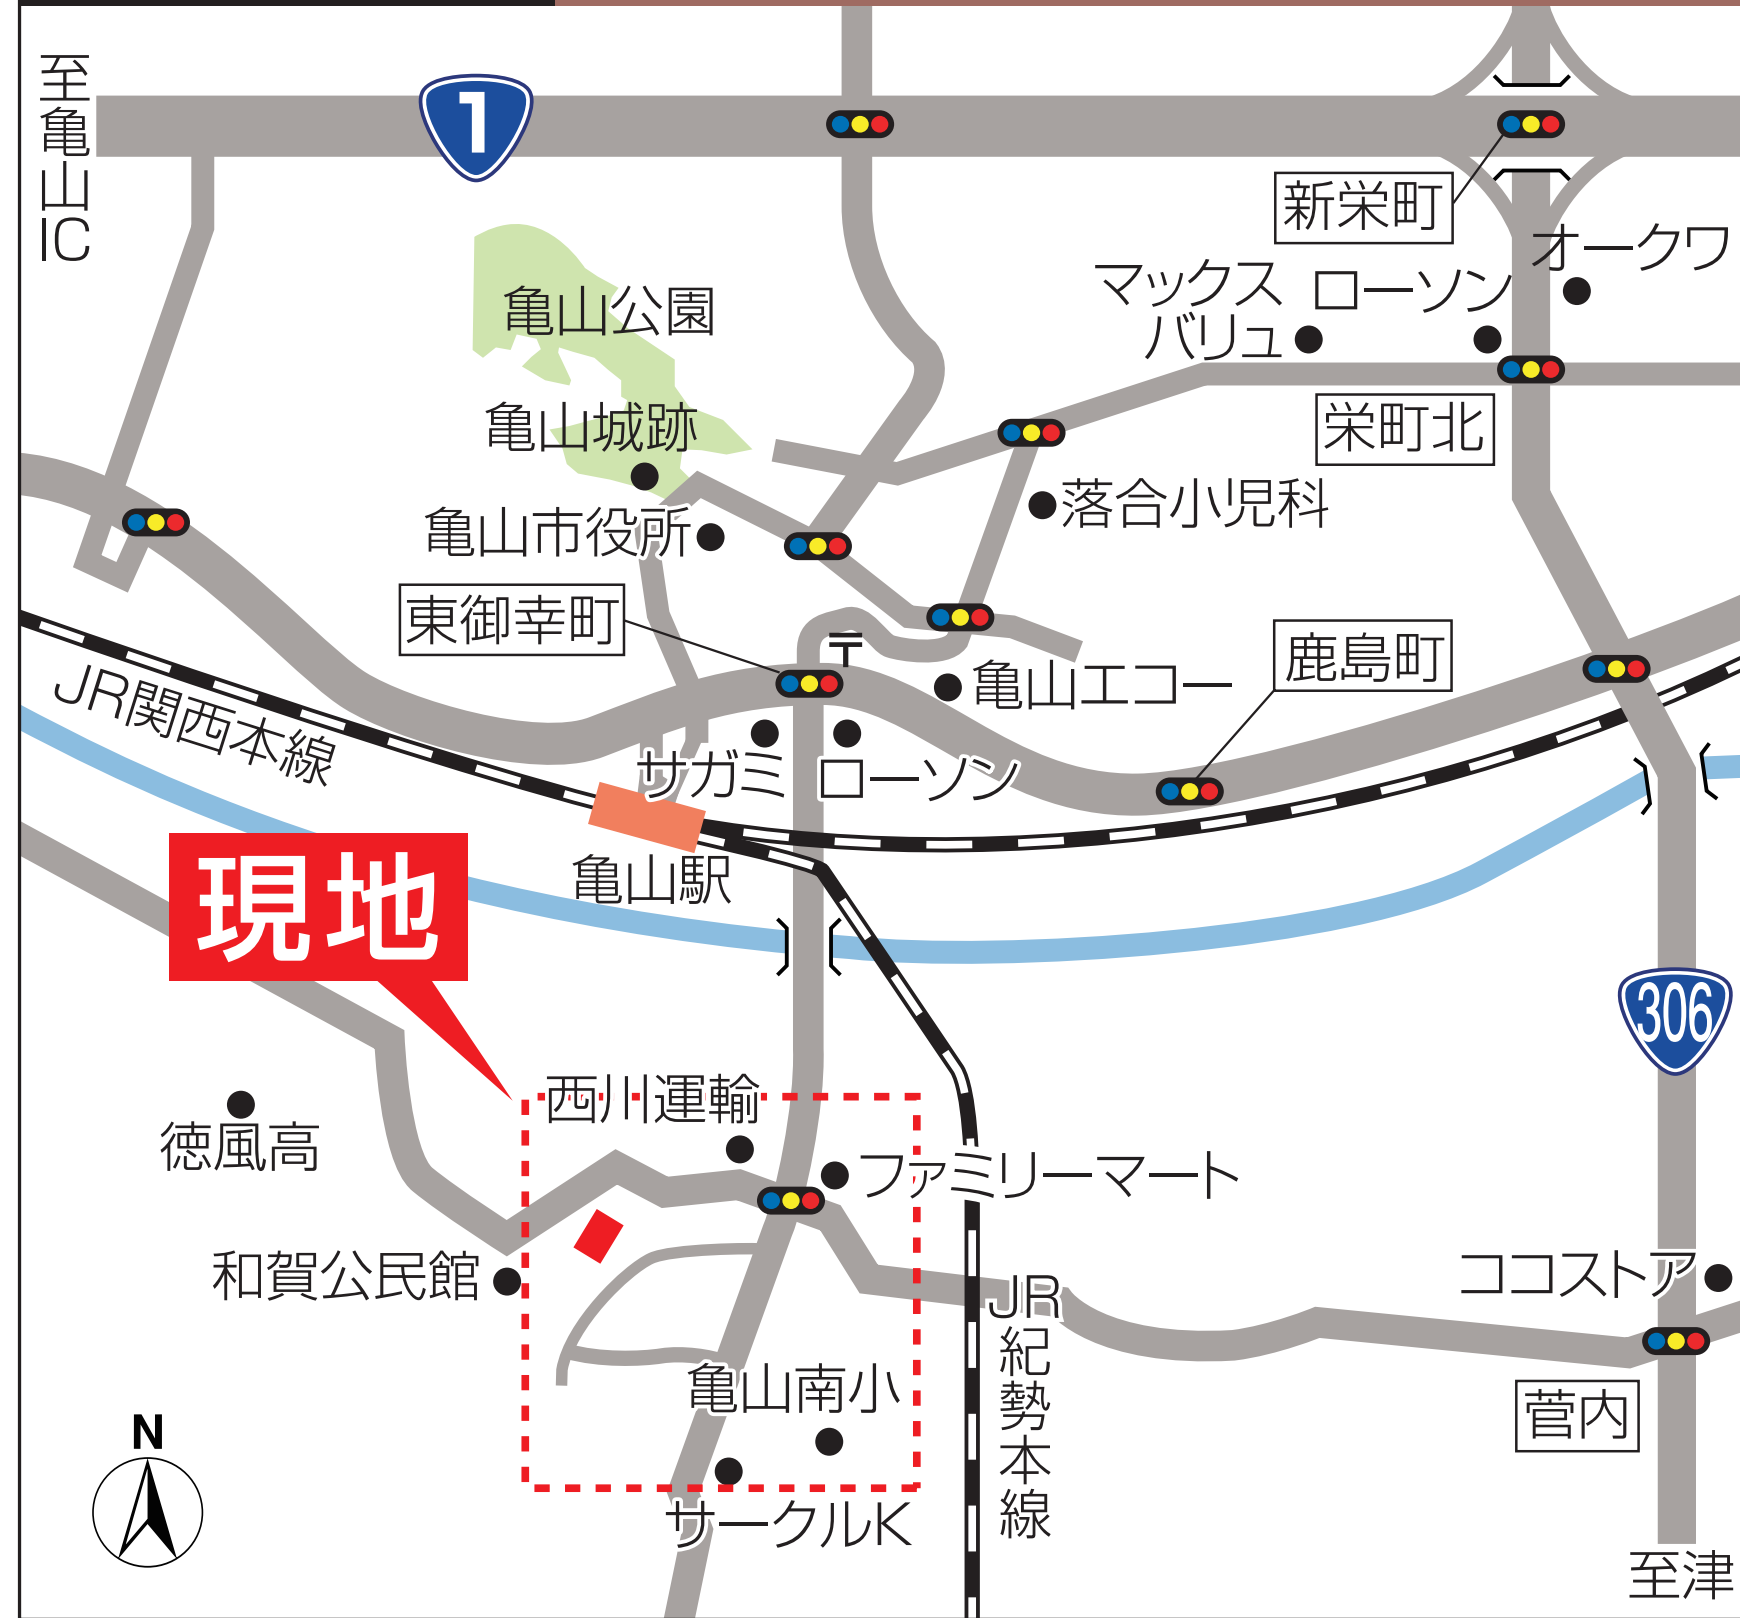 至亀山IC
1
新栄町
オークワ
マックス
バリュ
ローソン
亀山公園
栄町北
亀山城跡
落合小児科
亀山市役所
東御幸町
〒
鹿島町
亀山エコー
JR関西本線
サガミ
ローソン
亀山駅
現地
306
西川運輸
徳風高
ファミリーマート
和賀公民館
ココストア
JR紀勢本線
亀山南小
菅内
N
サークルK
至津